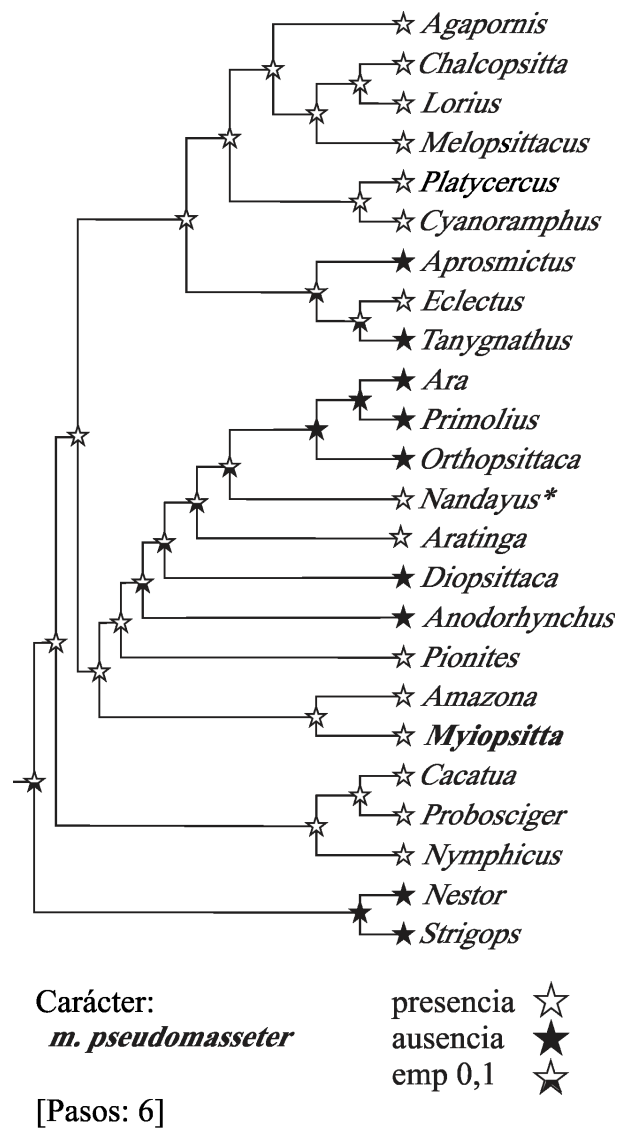 Agapornis
Chalcopsitta
Lorius
Melopsittacus
Platycercus
Cyanoramphus
Aprosmictus
Eclectus
Tanygnathus
Ara
Primolius
Orthopsittaca
Nandayus*
Aratinga
Diopsittaca
Anodorhynchus
Pionites
Amazona
Myiopsitta
Cacatua
Probosciger
Nymphicus
Nestor
Strigops
Carácter:
m. pseudomasseter
[Pasos: 6]
presencia
ausencia
emp 0,1